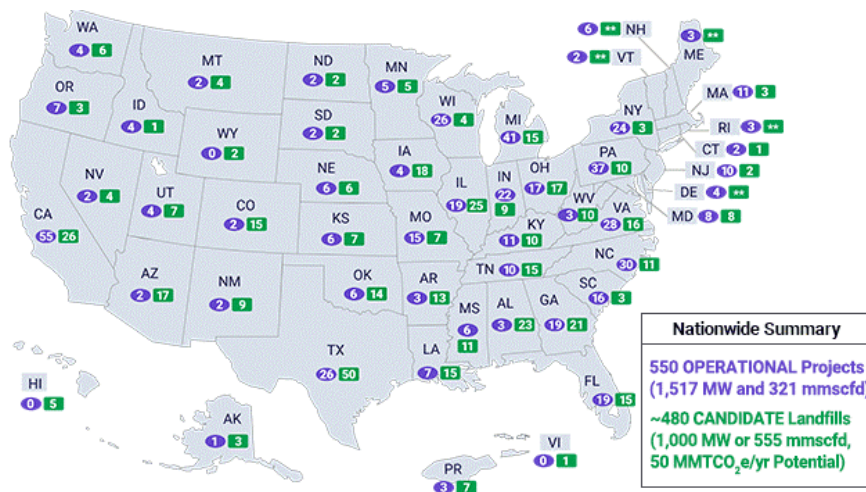 WA
4 6
MT
2 4
ND
2 2
MN
5 5
6 ** NH
2 ** VT
3 **
ME
OR
7 3
ID
4 1
WY
0 2
SD
2 2
WI
26 4
MI
41 15
NY
24 3
MA 11 3
RI 3 **
CT 2 1
NJ 10 2
DE 4 **
MD 8 8
NV
2 4
UT
4 7
CO
2 15
NE
6 6
IA
4 18
IL
19 25
IN
22
9
OH
17 17
PA
37 10
WV
3 10
VA
28 16
CA
55 26
KS
6 7
MO
15 7
KY
11 10
TN 10 15
NC
30 11
SC
16 3
AZ
2 17
NM
2 9
OK
6 14
AR
3 13
MS
6
11
AL
3 23
GA
19 21
TX
26 50
LA
7 15
FL
19 15
HI
0 5
AK
1 3
PR
3 7
VI
0 1
Nationwide Summary
550 OPERATIONAL Projects
(1,517 MW and 321 mmscfd)
~480 CANDIDATE Landfills
(1,000 MW or 555 mmscfd,
50 MMTCO₂e/yr Potential)